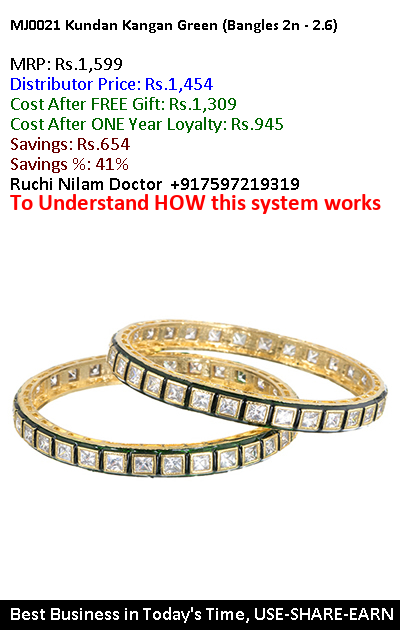 MJ0021 Kundan Kangan Green (Bangles 2n - 2.6)
MRP: Rs.1,599
Distributor Price: Rs.1,454
Cost After FREE Gift: Rs.1,309
Cost After ONE Year Loyalty: Rs.945
Savings: Rs.654
Savings %: 41%
Ruchi Nilam Doctor +917597219319
To Understand HOW this system works
Best Business in Today's Time, USE-SHARE-EARN